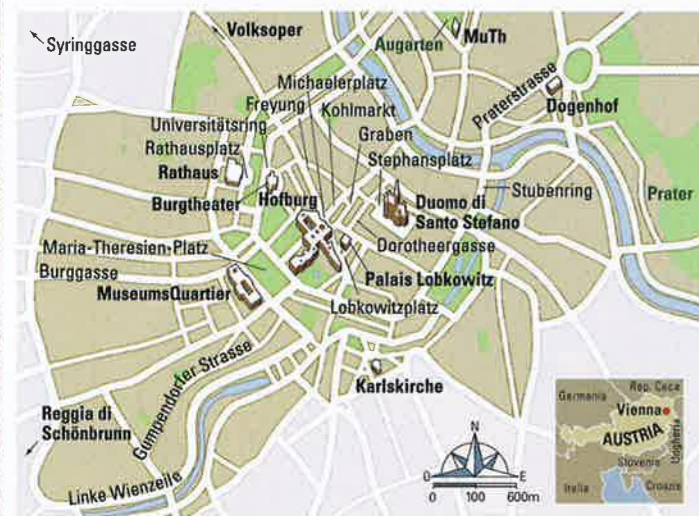 Syringgasse
Volksoper
Augarten
MuTh
Michaelerplatz
Freyung
Kohlmarkt
Praterstrasse
Dogenhof
Universitätsring
Graben
Rathausplatz
Stephansplatz
Rathaus
Burgtheater
Hofburg
Duomo di
Santo Stefano
Stubenring
Prater
Maria-Theresien-Platz
Dorotheergasse
Burggasse
Palais Lobkowitz
MuseumsQuartier
Lobkowitzplatz
Gumpendorfer Strasse
Karlskirche
Reggia di
Schönbrunn
Linke Wienzeile
N
O
E
0 100 600m
Rep. Ceca
Germania
Vienna
AUSTRIA
Ungheria
Slovenia
Italia
Croazia